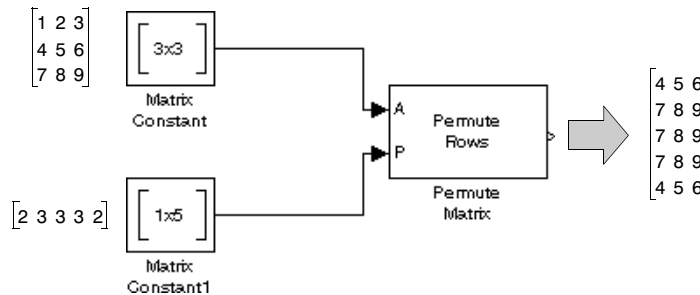 1 2 3
4 5 6
7 8 9
3x3
Matrix
Constant
A
P
Permute
Rows
Permute
Matrix
4 5 6
7 8 9
7 8 9
7 8 9
4 5 6
2 3 3 3 2
1x5
Matrix
Constant1